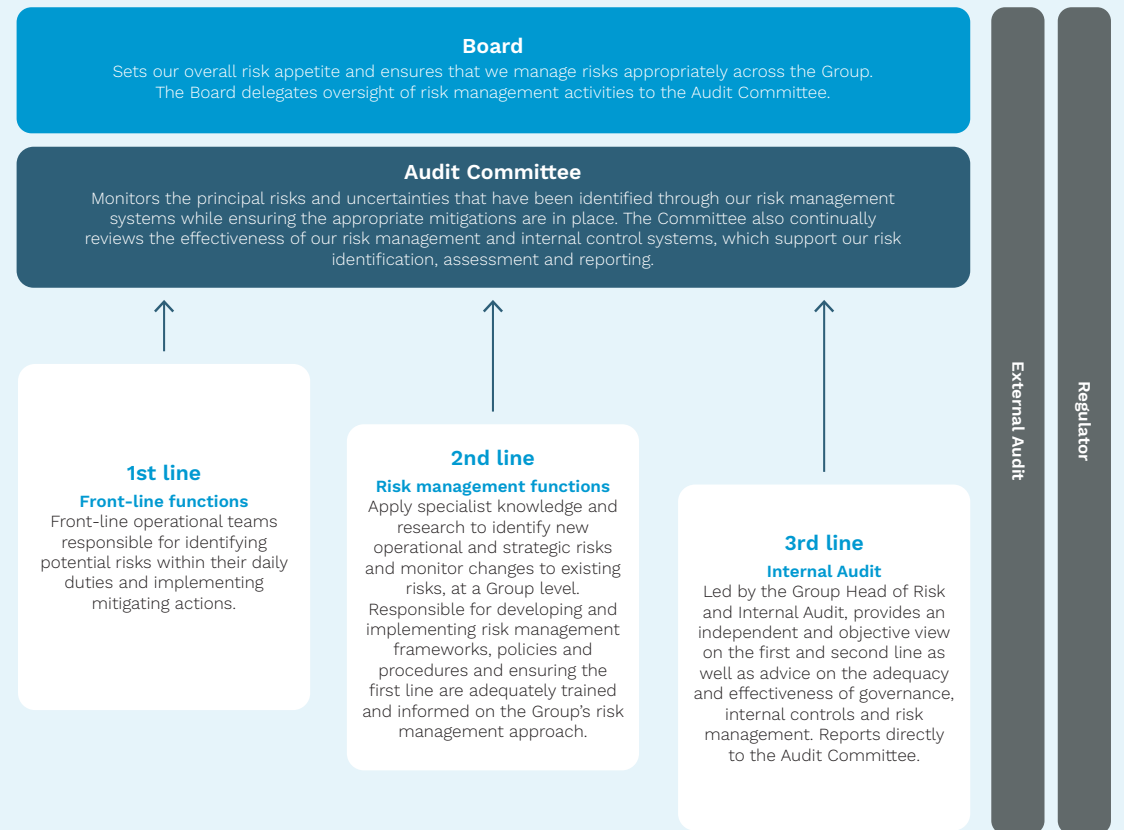 Board
Sets our overall risk appetite and ensures that we manage risks appropriately across the Group.
The Board delegates oversight of risk management activities to the Audit Committee.
Audit Committee
Monitors the principal risks and uncertainties that have been identified through our risk management
systems while ensuring the appropriate mitigations are in place. The Committee also continually
reviews the effectiveness of our risk management and internal control systems, which support our risk
identification, assessment and reporting.
1st line
Front-line functions
Front-line operational teams
responsible for identifying
potential risks within their daily
duties and implementing
mitigating actions.
2nd line
Risk management functions
Apply specialist knowledge and
research to identify new
operational and strategic risks
and monitor changes to existing
risks, at a Group level.
Responsible for developing and
implementing risk management
frameworks, policies and
procedures and ensuring the
first line are adequately trained
and informed on the Group’s risk
management approach.
3rd line
Internal Audit
Led by the Group Head of Risk
and Internal Audit, provides an
independent and objective view
on the first and second line as
well as advice on the adequacy
and effectiveness of governance,
internal controls and risk
management. Reports directly
to the Audit Committee.
External Audit
Regulator